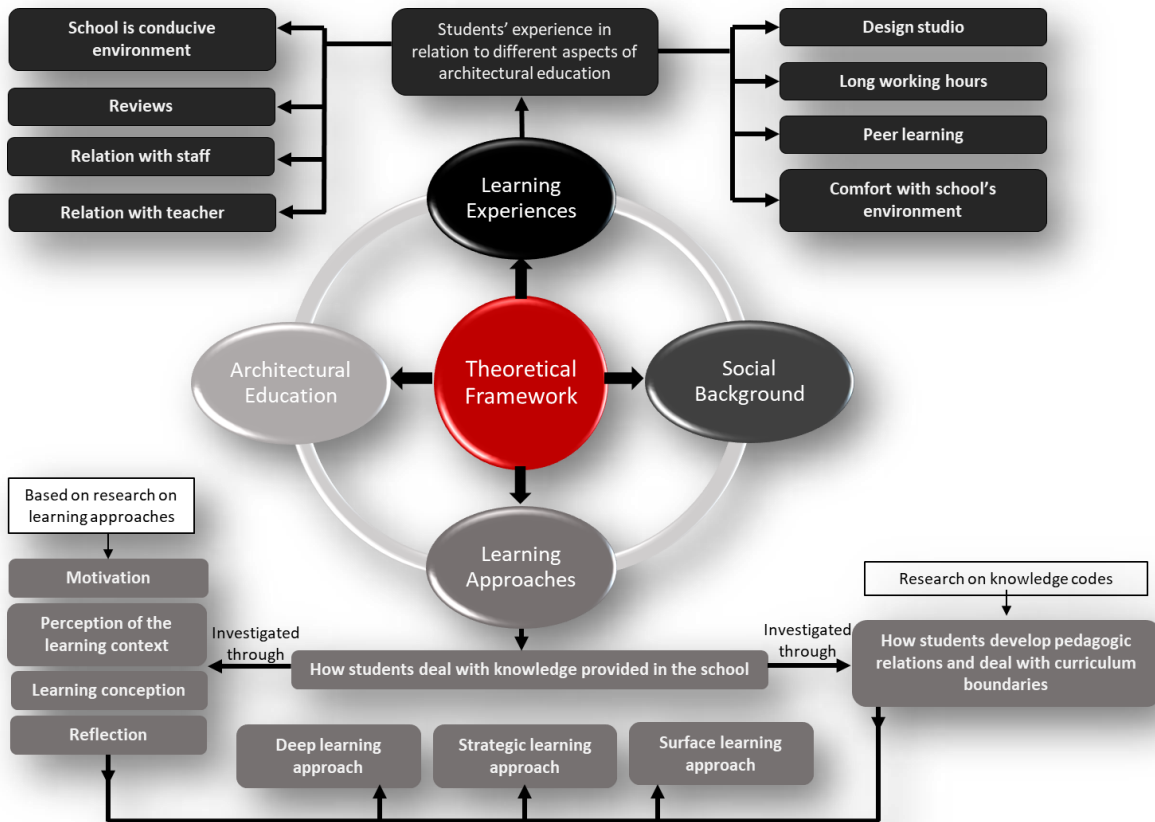 School is conducive
environment
Reviews
Relation with staff
Relation with teacher
Students’ experience in
relation to different aspects of
architectural education
Design studio
Long working hours
Peer learning
Comfort with school’s
environment
Learning
Experiences
Architectural
Education
Theoretical
Framework
Social
Background
Learning
Approaches
Based on research on
learning approaches
Motivation
Perception of the
learning context
Learning conception
Reflection
Investigated
through
How students deal with knowledge provided in the school
Investigated
through
Research on knowledge codes
How students develop pedagogic
relations and deal with curriculum
boundaries
Deep learning
approach
Strategic learning
approach
Surface learning
approach